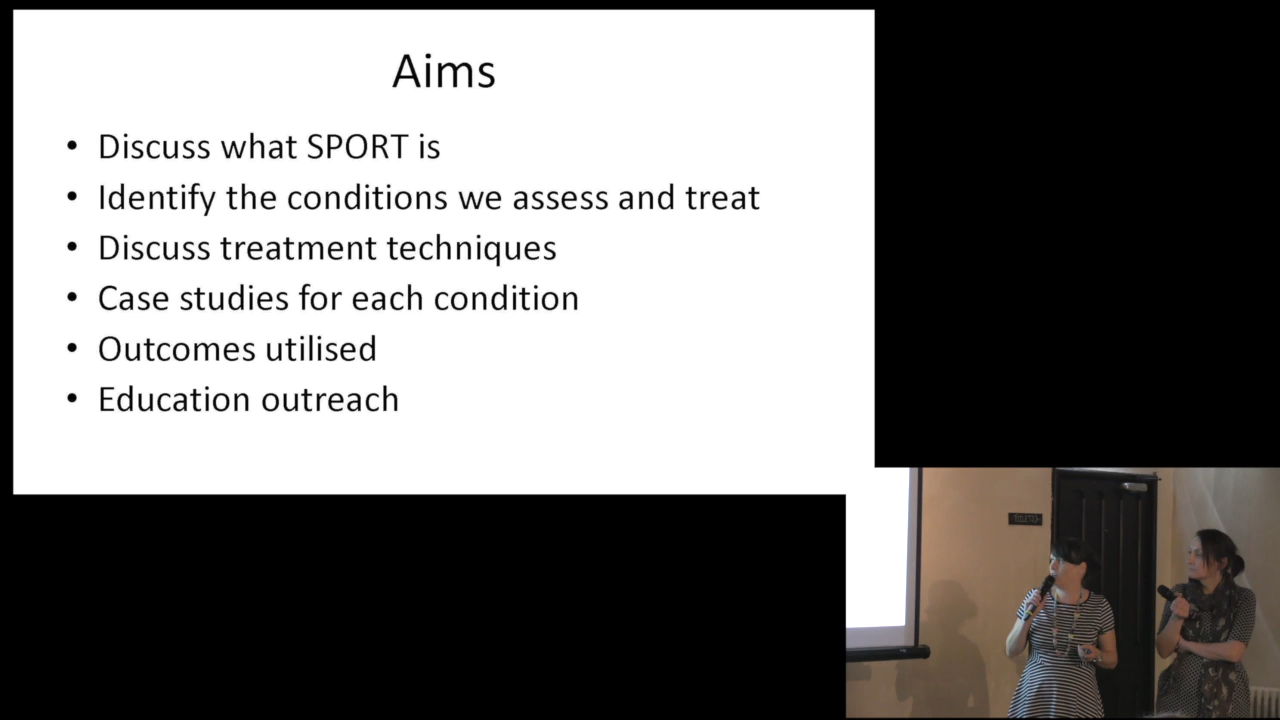 Aims
• Discuss what SPORT is
• Identify the conditions we assess and treat
• Discuss treatment techniques
• Case studies for each condition
• Outcomes utilised
• Education outreach